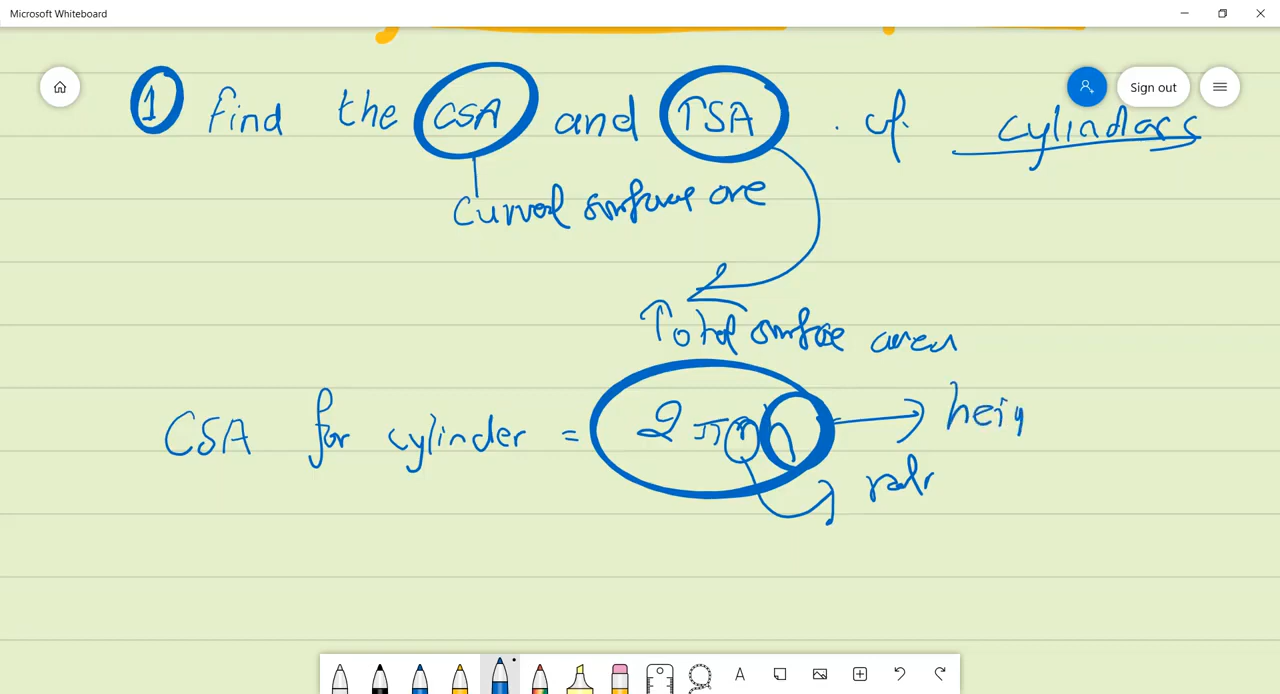 Microsoft Whiteboard
Sign out
1 find the CSA and TSA . of cylinders
curved surface are
Total surface area
CSA for cylinder = 2πrh
heig
A